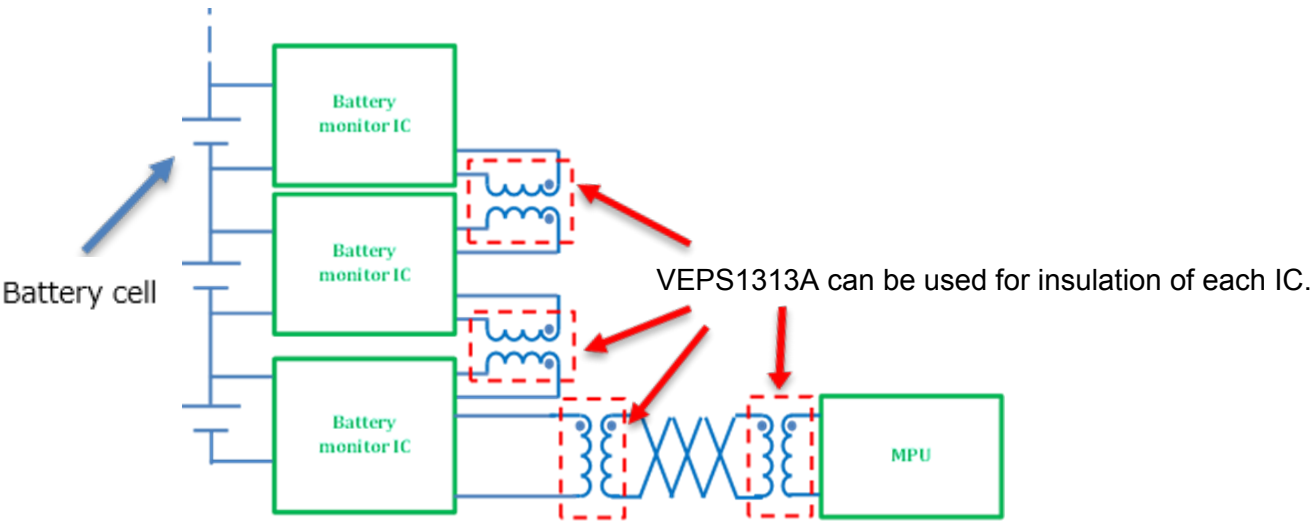 Battery
monitor IC
Battery
monitor IC
Battery cell
VEPS1313A can be used for insulation of each IC.
Battery
monitor IC
MPU